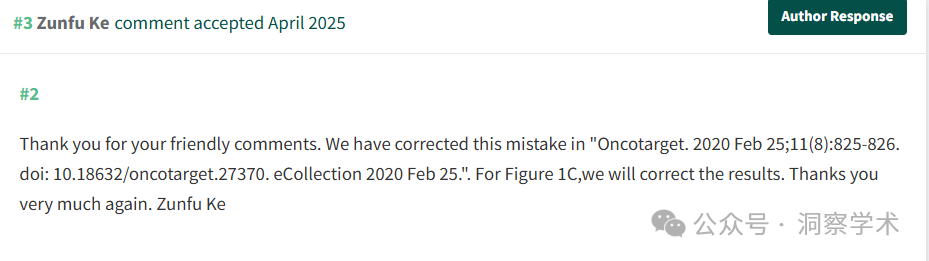 #3 Zunfu Ke comment accepted April 2025
Author Response
#2
Thank you for your friendly comments. We have corrected this mistake in "Oncotarget. 2020 Feb 25;11(8):825-826.
doi: 10.18632/oncotarget.27370. eCollection 2020 Feb 25.". For Figure 1C,we will correct the results. Thanks you
very much again. Zunfu Ke
公众号 · 洞察学术